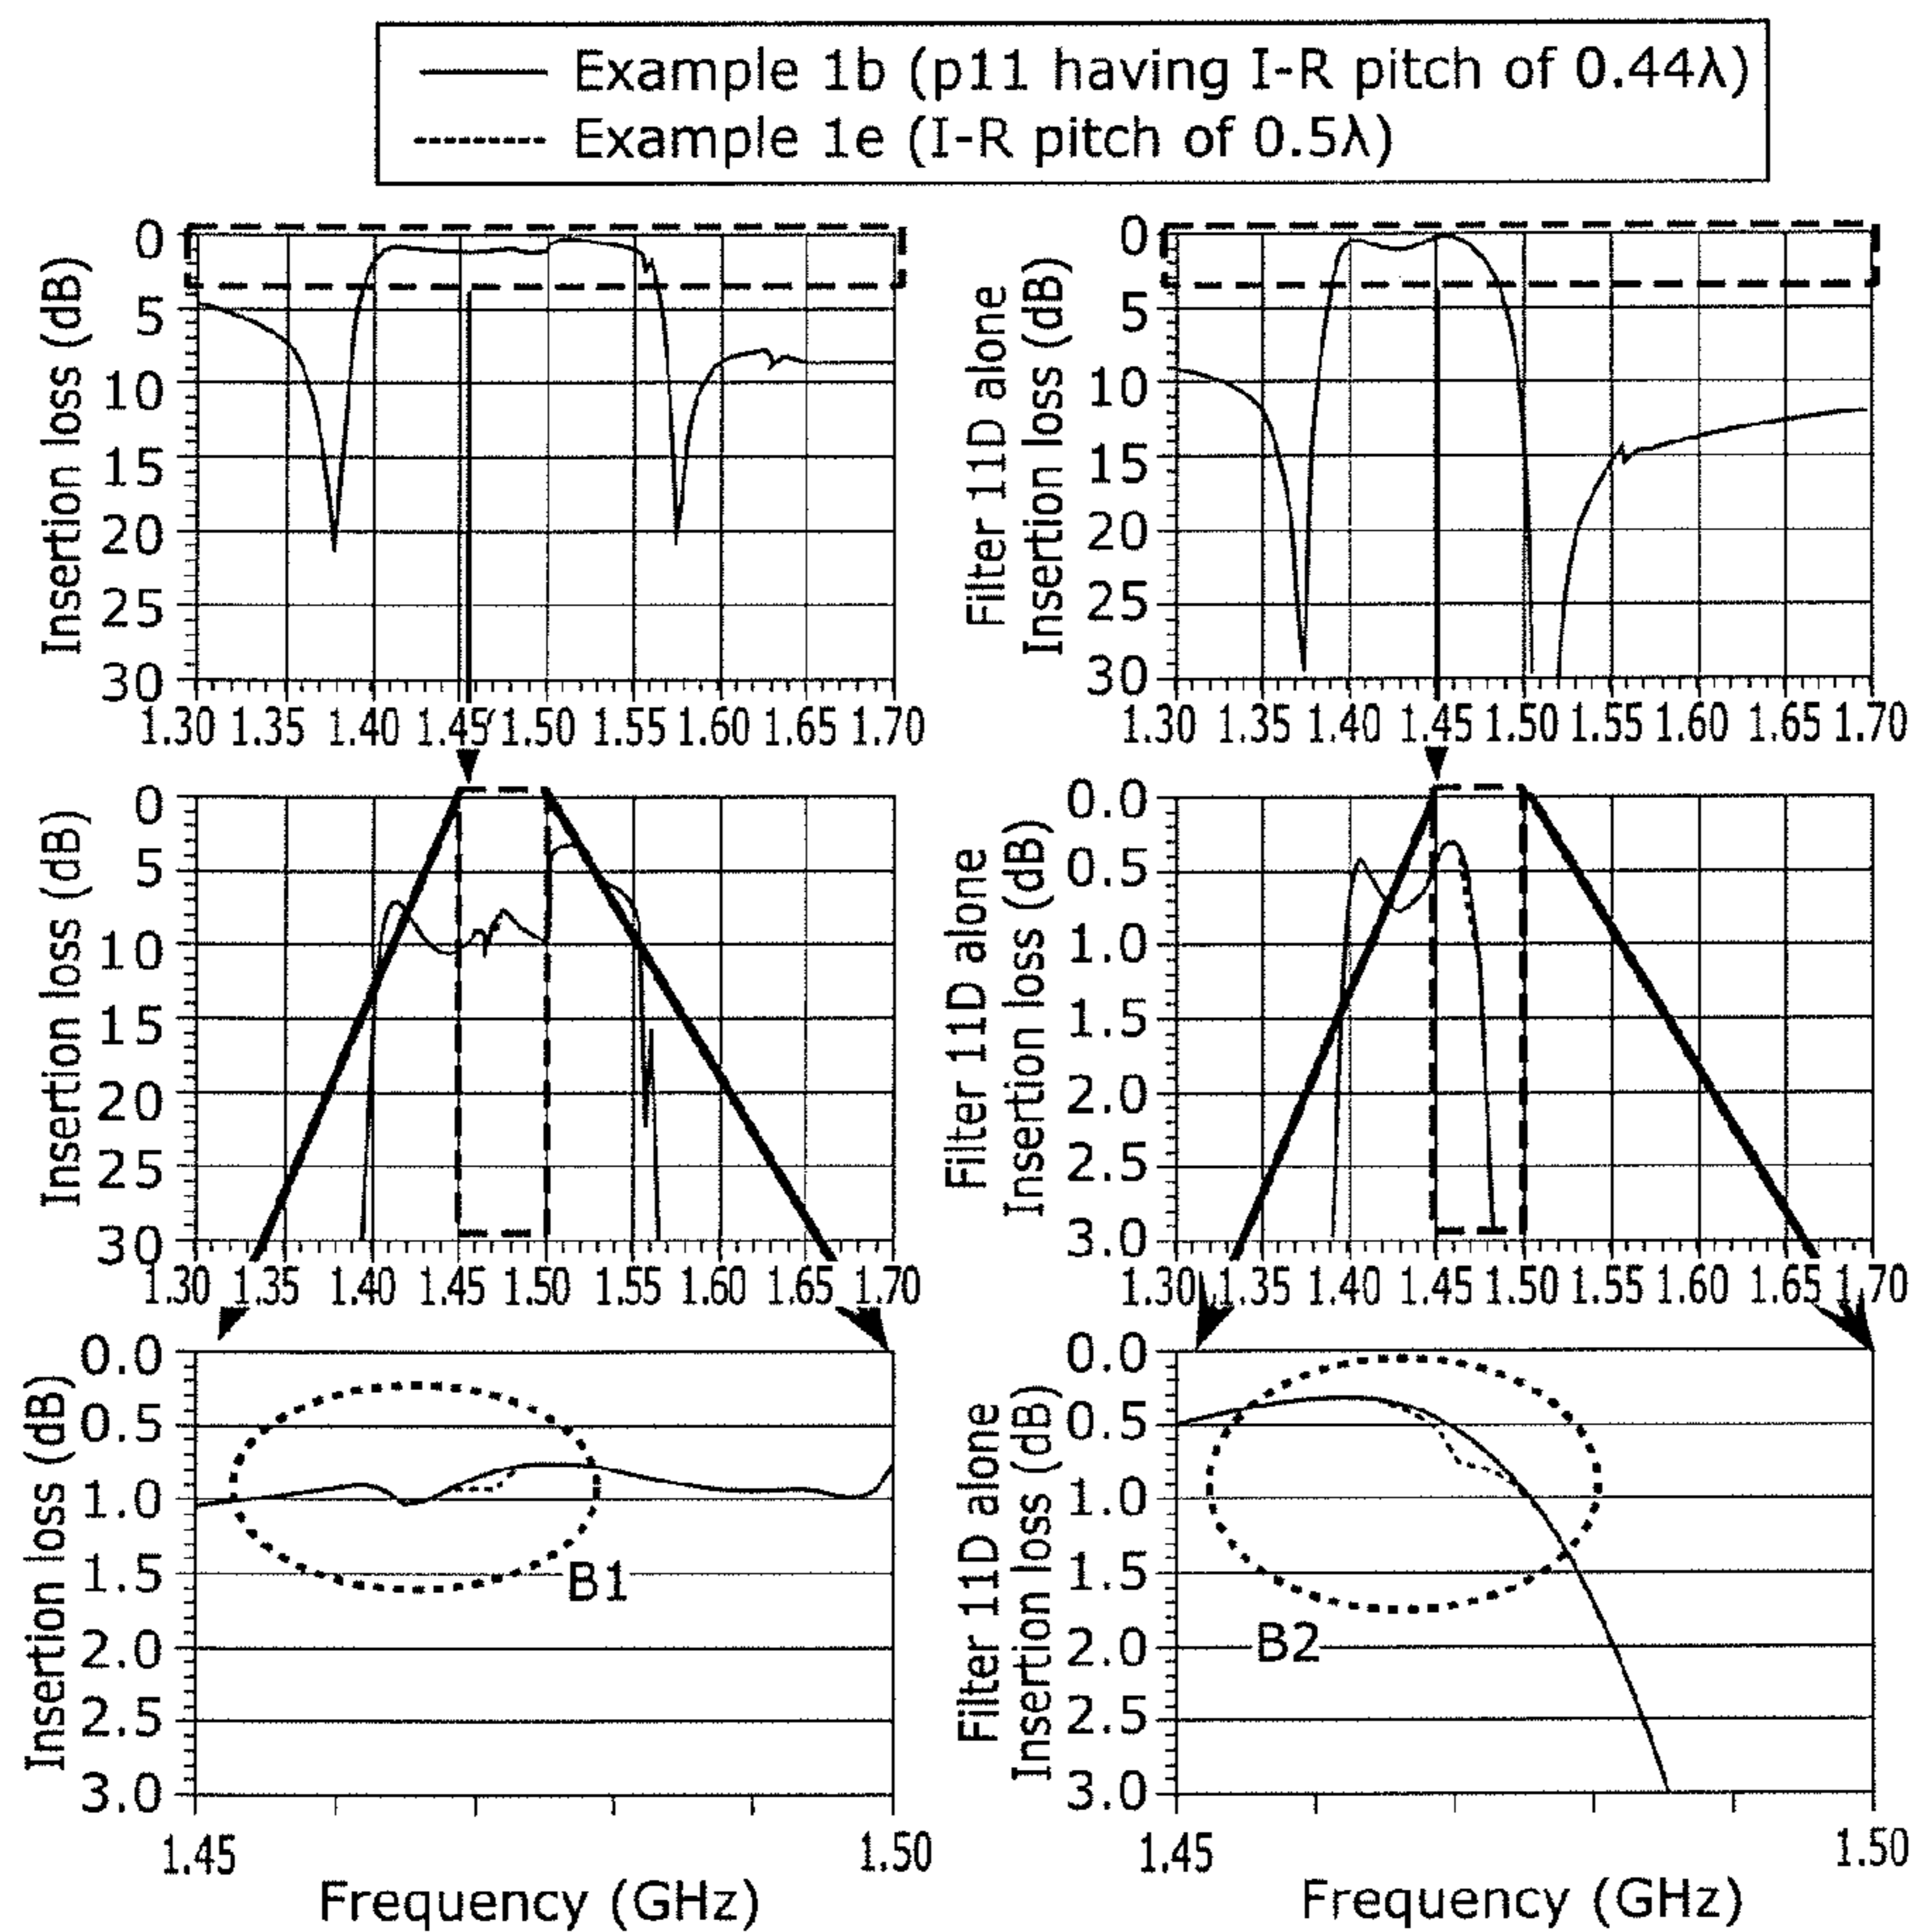 Example 1b (p11 having I-R pitch of 0.44λ)
Example 1e (I-R pitch of 0.5λ)
Insertion loss (dB)
0
5
10
15
20
25
30
1.30 1.35 1.40 1.45 1.50 1.55 1.60 1.65 1.70
Filter 11D alone
Insertion loss (dB)
0
5
10
15
20
25
30
1.30 1.35 1.40 1.45 1.50 1.55 1.60 1.65 1.70
Insertion loss (dB)
0
5
10
15
20
25
30
1.30 1.35 1.40 1.45 1.50 1.55 1.60 1.65 1.70
Filter 11D alone
Insertion loss (dB)
0.0
0.5
1.0
1.5
2.0
2.5
3.0
1.30 1.35 1.40 1.45 1.50 1.55 1.60 1.65 1.70
Insertion loss (dB)
0.0
0.5
1.0
1.5
2.0
2.5
3.0
B1
1.45 1.50
Frequency (GHz)
Filter 11D alone
Insertion loss (dB)
0.0
0.5
1.0
1.5
2.0
2.5
3.0
B2
1.45 1.50
Frequency (GHz)